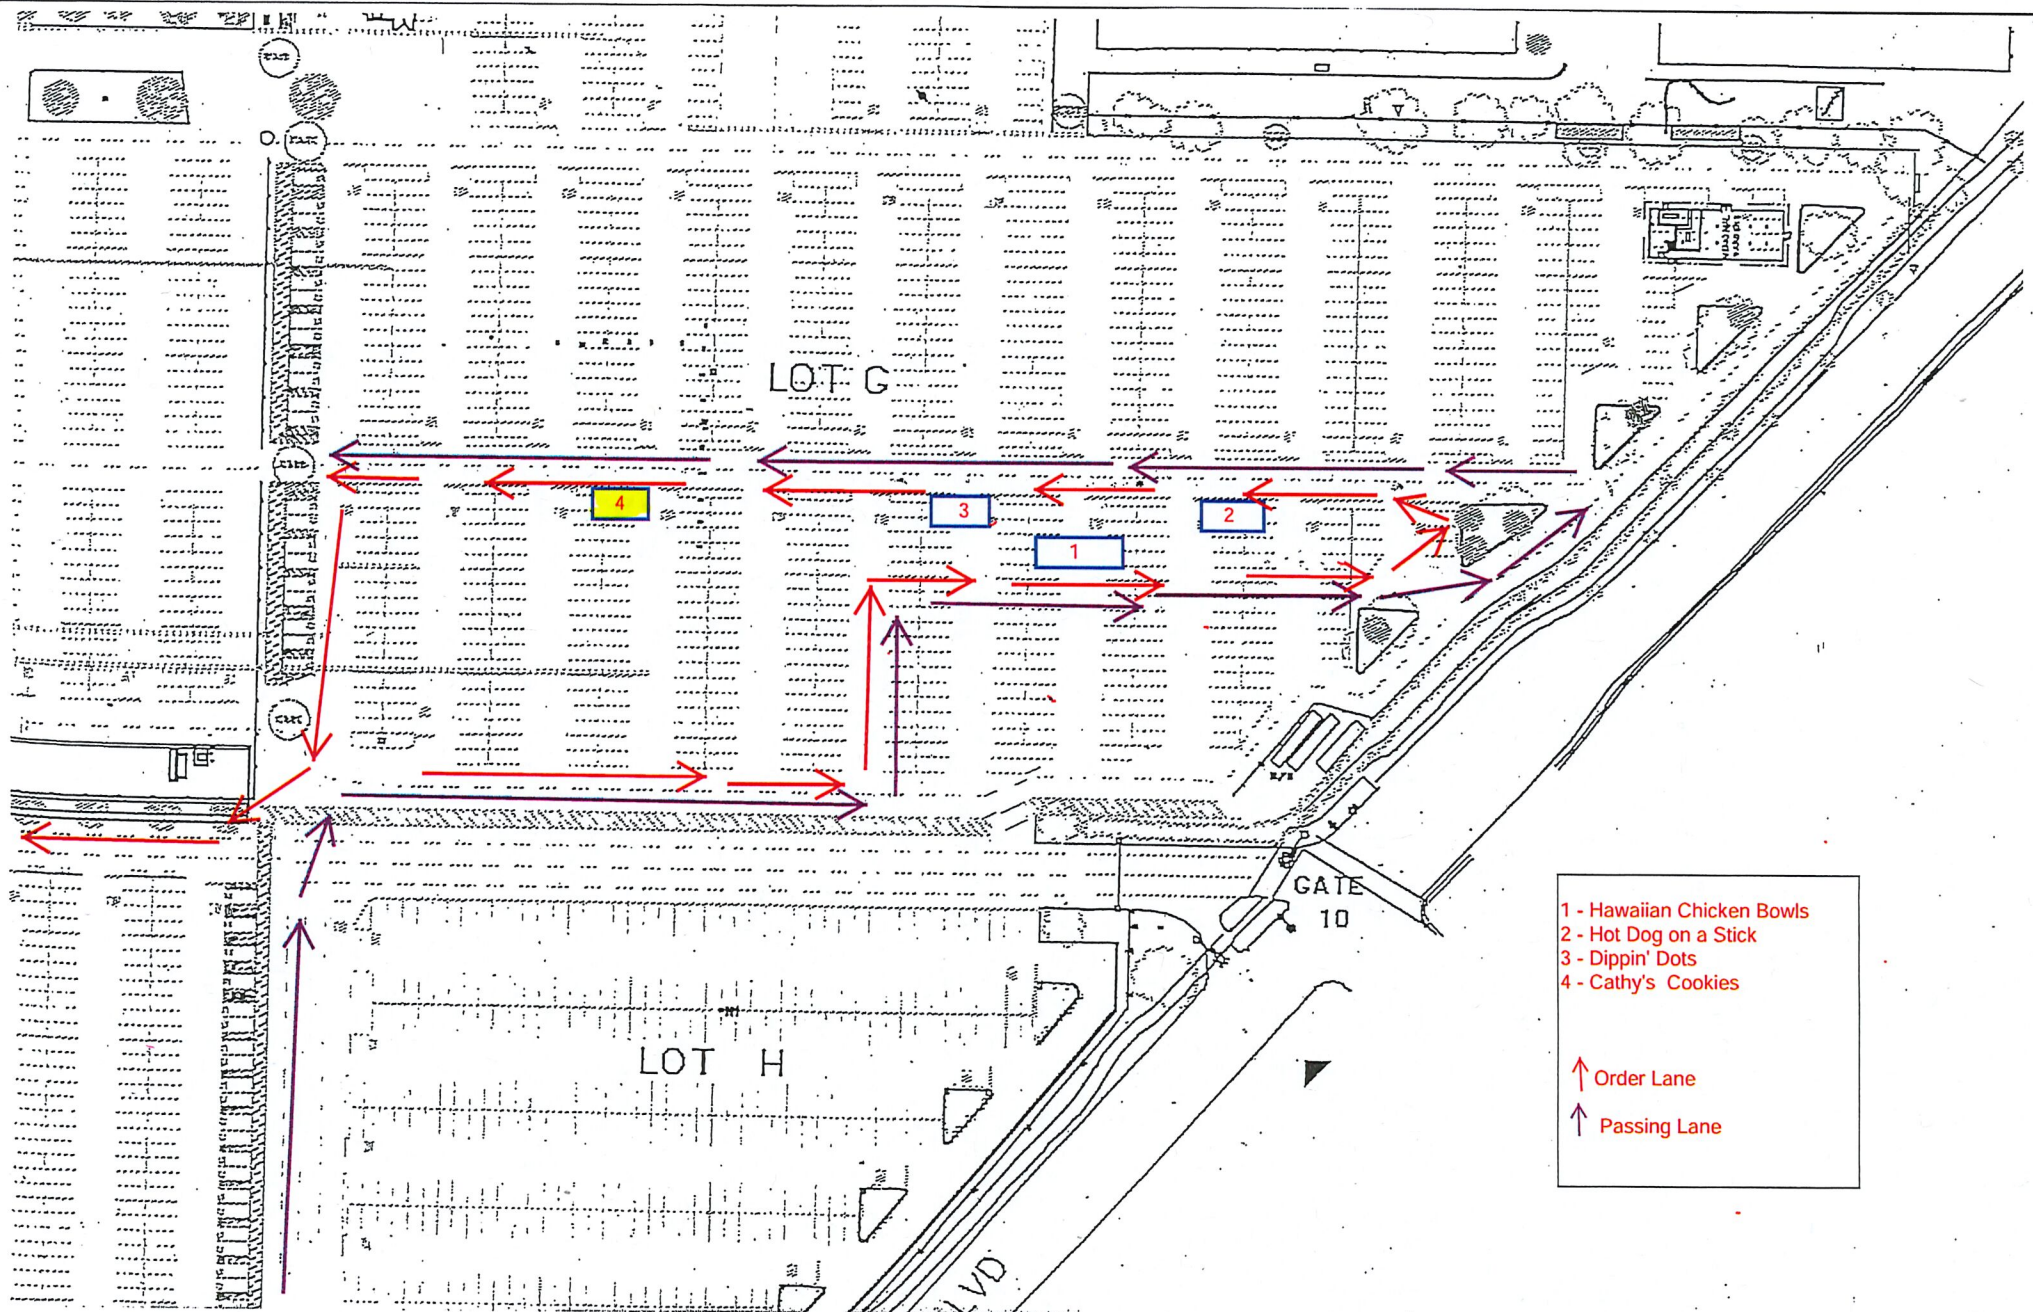 LOT G
4
3
2
1
GATE
10
1 - Hawaiian Chicken Bowls
2 - Hot Dog on a Stick
3 - Dippin' Dots
4 - Cathy's Cookies
LOT H
Order Lane
Passing Lane
LVD